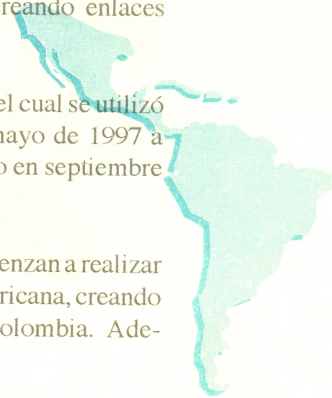 reando enlaces
el cual se utilizó
mayo de 1997 a
o en septiembre
enzan a realizar
ricana, creando
olombia. Ade-